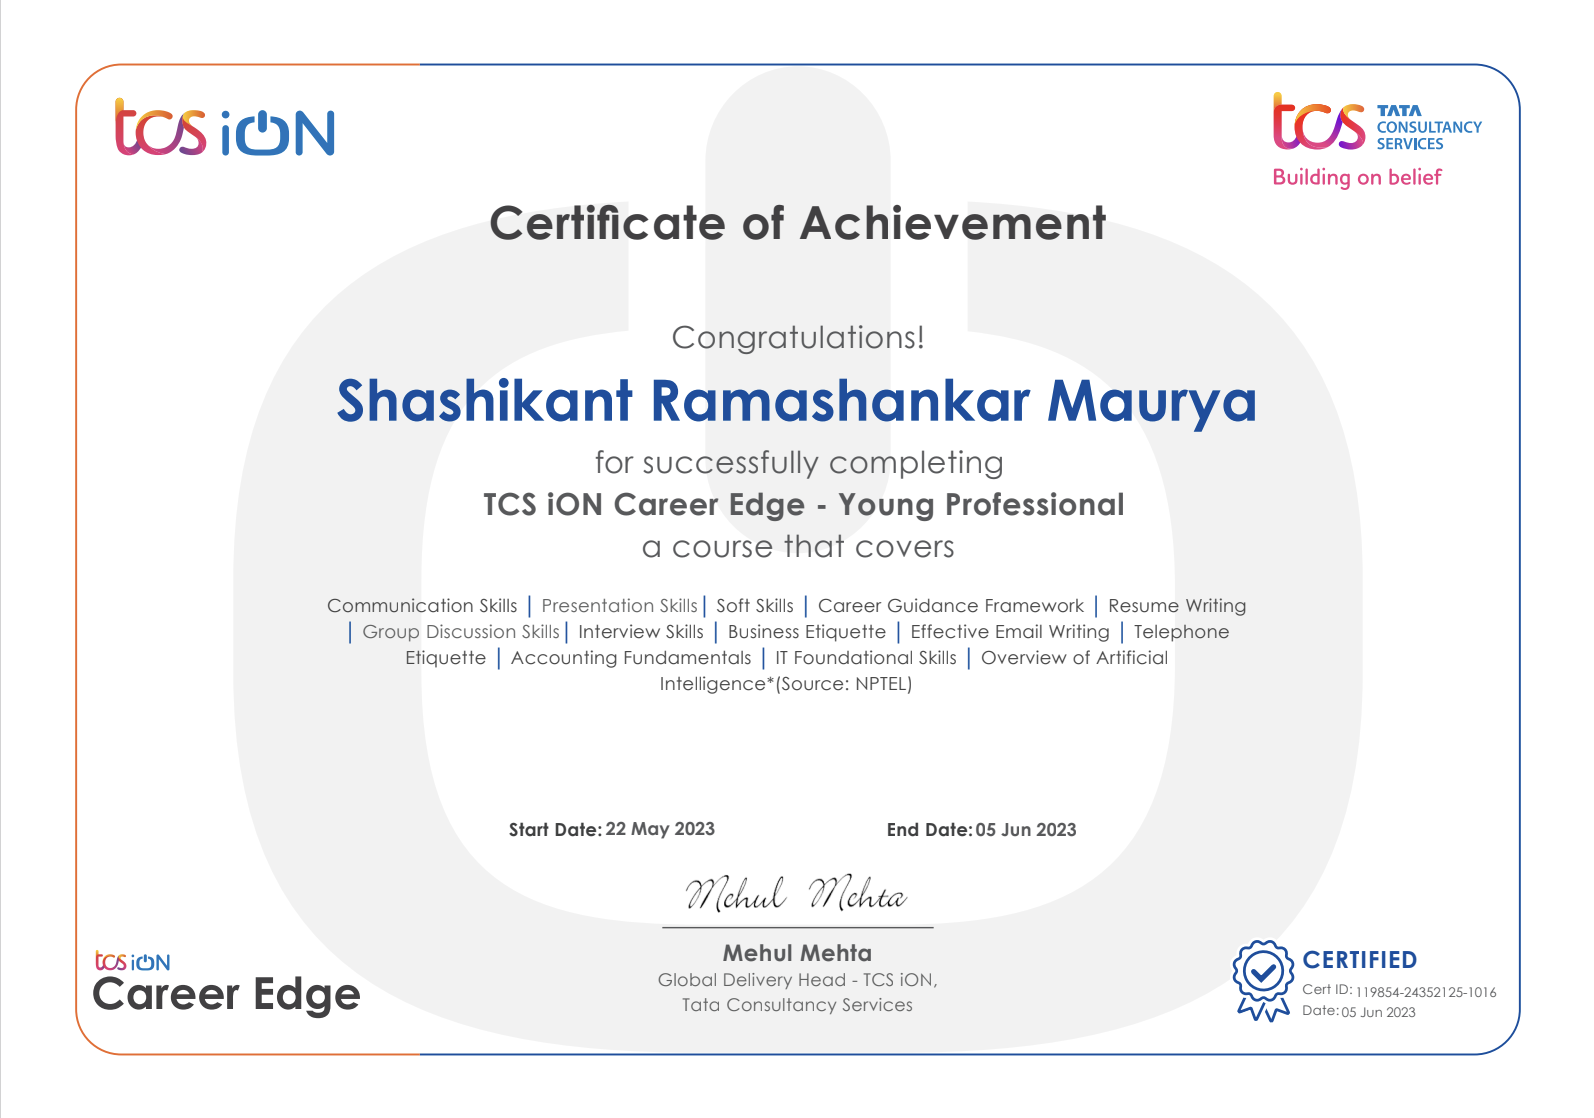 tcs iON
tcs TATA
CONSULTANCY
SERVICES
Building on belief
Certificate of Achievement
Congratulations!
Shashikant Ramashankar Maurya
for successfully completing
TCS iON Career Edge - Young Professional
a course that covers
Communication Skills | Presentation Skills | Soft Skills | Career Guidance Framework | Resume Writing
| Group Discussion Skills | Interview Skills | Business Etiquette | Effective Email Writing | Telephone
Etiquette | Accounting Fundamentals | IT Foundational Skills | Overview of Artificial
Intelligence*(Source: NPTEL)
Start Date: 22 May 2023 End Date: 05 Jun 2023
Mehul Mehta
Mehul Mehta
Global Delivery Head - TCS iON,
Tata Consultancy Services
tcs iON
Career Edge
CERTIFIED
Cert ID: 119854-24352125-1016
Date: 05 Jun 2023